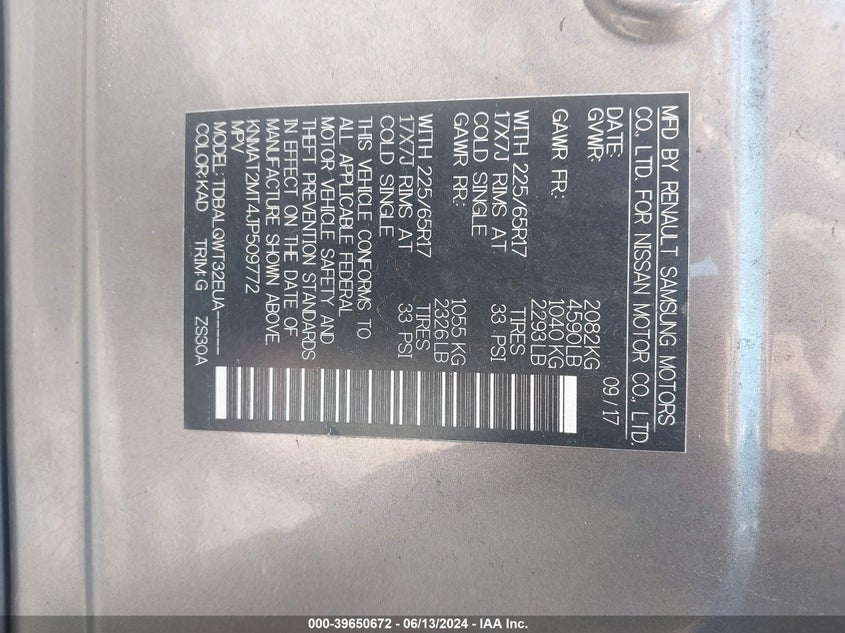 MFD BY RENAULT SAMSUNG MOTORS
CO., LTD. FOR NISSAN MOTOR CO., LTD.
DATE: 09/17
GVWR: 2082KG
4590LB
GAWR FR: 1040 KG
2293LB
WITH 225/65R17 TIRES
17X7J RIMS AT 33 PSI
COLD SINGLE
GAWR RR: 1055 KG
2326LB
WITH 225/65R17 TIRES
17X7J RIMS AT 33 PSI
COLD SINGLE
THIS VEHICLE CONFORMS TO
ALL APPLICABLE FEDERAL
MOTOR VEHICLE SAFETY AND
THEFT PREVENTION STANDARDS
IN EFFECT ON THE DATE OF
MANUFACTURE SHOWN ABOVE.
KNMAT2MT4JP509772
MPV
MODEL: TDBALQWT32EUA-----
COLOR:KAD TRIM:G ZS30A
000-39650672 - 06/13/2024 - IAA Inc.